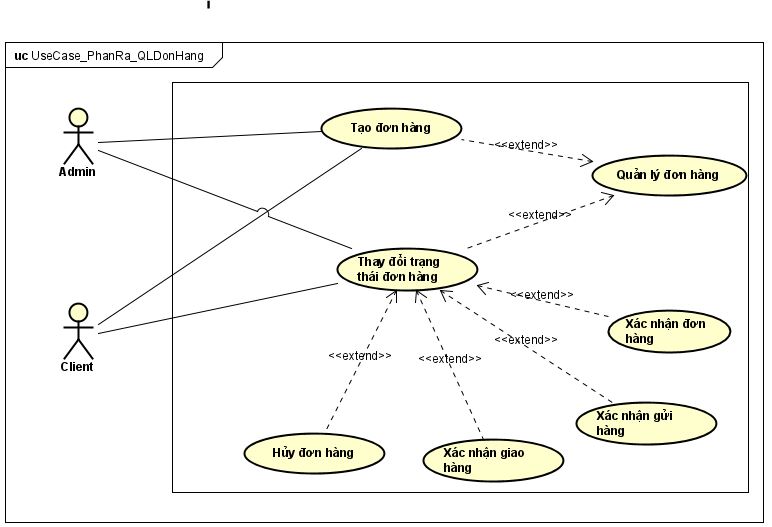 uc UseCase_PhanRa_QLDonHang
Tạo đơn hàng
<<extend>>
Quản lý đơn hàng
Admin
<<extend>>
Thay đổi trạng
thái đơn hàng
<<extend>>
Xác nhận đơn
hàng
<<extend>>
Client
<<extend>>
<<extend>>
Xác nhận gửi
hàng
Hủy đơn hàng
Xác nhận giao
hàng